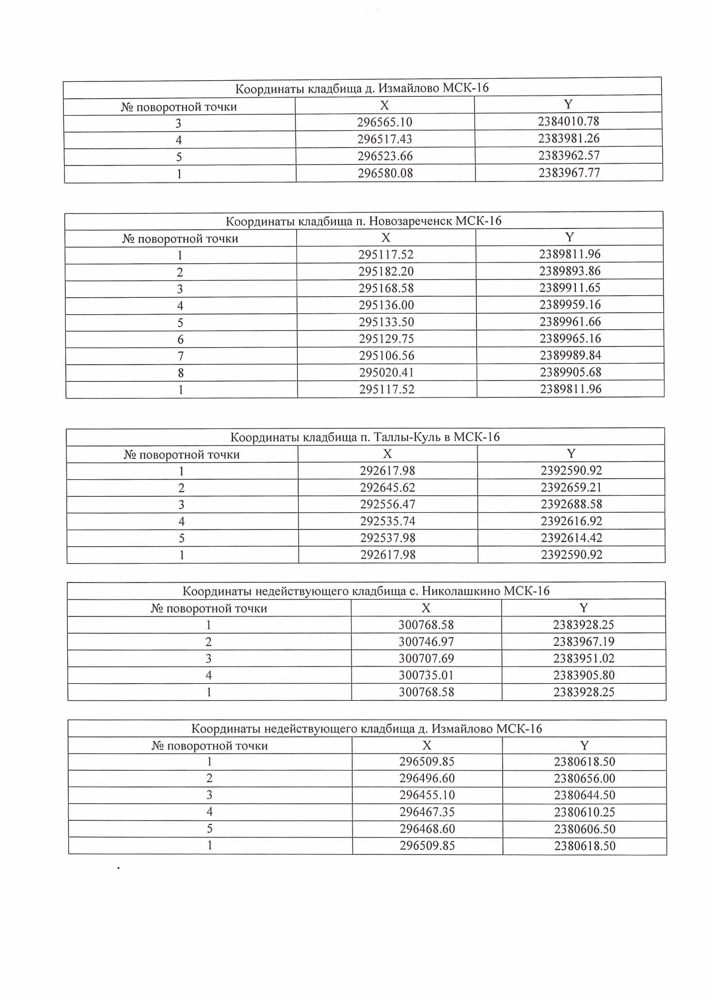 Координаты кладбища д. Измайлово МСК-16
№ поворотной точки X Y
3 296565.10 2384010.78
4 296517.43 2383981.26
5 296523.66 2383962.57
1 296580.08 2383967.77
Координаты кладбища п. Новозареченск МСК-16
№ поворотной точки X Y
1 295117.52 2389811.96
2 295182.20 2389893.86
3 295168.58 2389911.65
4 295136.00 2389959.16
5 295133.50 2389961.66
6 295129.75 2389965.16
7 295106.56 2389989.84
8 295020.41 2389905.68
1 295117.52 2389811.96
Координаты кладбища п. Таллы-Куль в МСК-16
№ поворотной точки X Y
1 292617.98 2392590.92
2 292645.62 2392659.21
3 292556.47 2392688.58
4 292535.74 2392616.92
5 292537.98 2392614.42
1 292617.98 2392590.92
Координаты недействующего кладбища с. Николашкино МСК-16
№ поворотной точки X Y
1 300768.58 2383928.25
2 300746.97 2383967.19
3 300707.69 2383951.02
4 300735.01 2383905.80
1 300768.58 2383928.25
Координаты недействующего кладбища д. Измайлово МСК-16
№ поворотной точки X Y
1 296509.85 2380618.50
2 296496.60 2380656.00
3 296455.10 2380644.50
4 296467.35 2380610.25
5 296468.60 2380606.50
1 296509.85 2380618.50